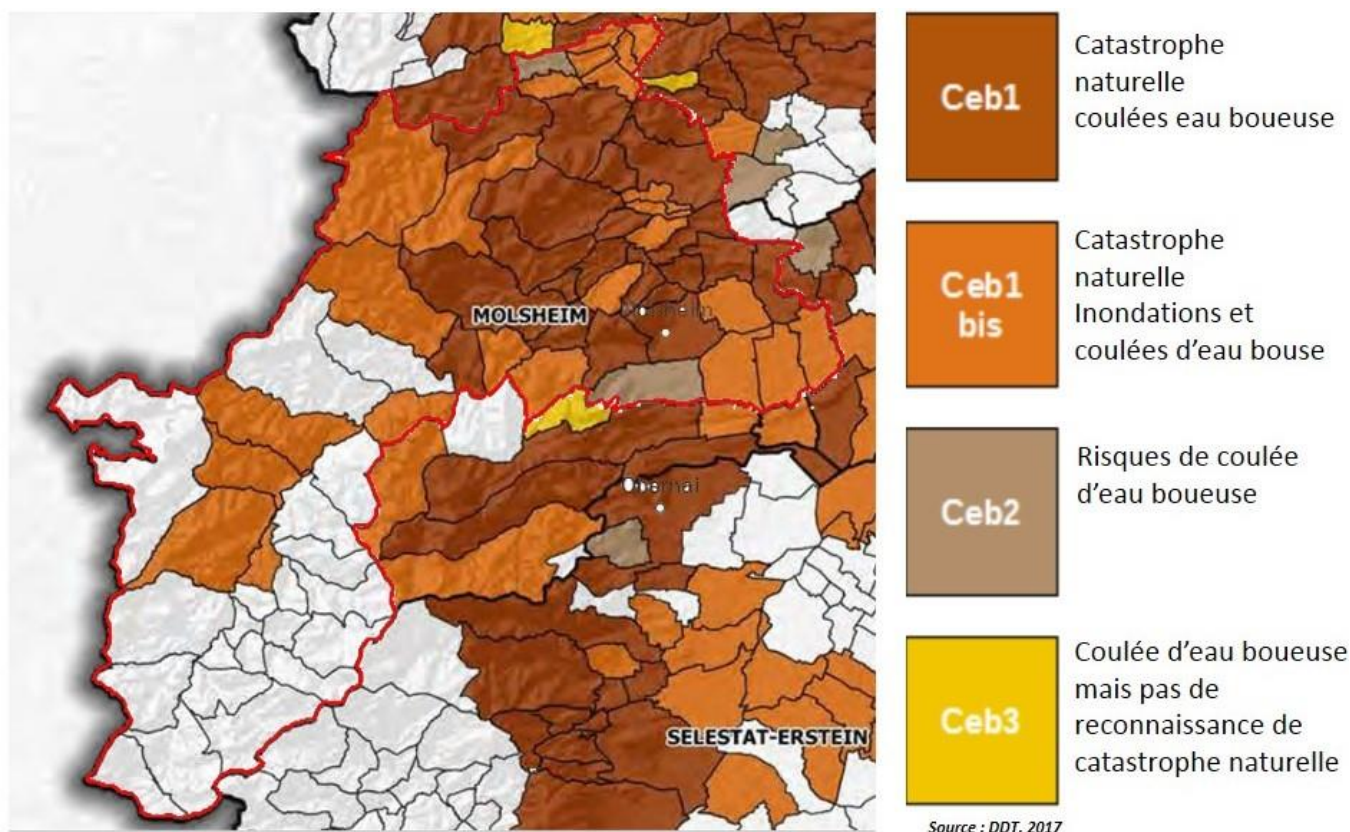 MOLSHEIM
Obernai
SELESTAT-ERSTEIN
Ceb1
Catastrophe
naturelle
coulées eau boueuse
Ceb1
bis
Catastrophe
naturelle
Inondations et
coulées d'eau bouse
Ceb2
Risques de coulée
d'eau boueuse
Ceb3
Coulée d'eau boueuse
mais pas de
reconnaissance de
catastrophe naturelle
Source : DDT, 2017